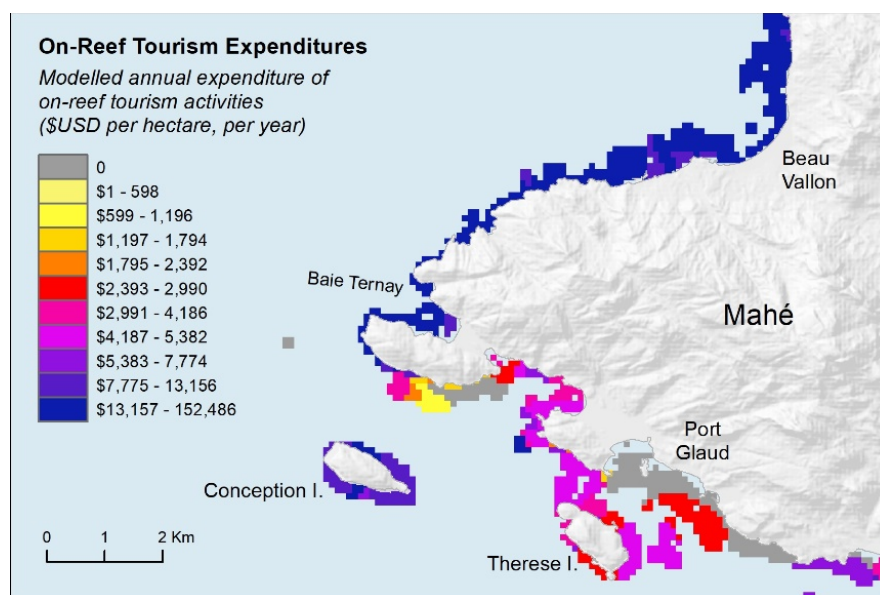 On-Reef Tourism Expenditures
Modelled annual expenditure of
on-reef tourism activities
($USD per hectare, per year)
0
$1 - 598
$599 - 1,196
$1,197 - 1,794
$1,795 - 2,392
$2,393 - 2,990
$2,991 - 4,186
$4,187 - 5,382
$5,383 - 7,774
$7,775 - 13,156
$13,157 - 152,486
Beau
Vallon
Baie Ternay
Mahé
Port
Glaud
Conception I.
Therese I.
0 1 2 Km